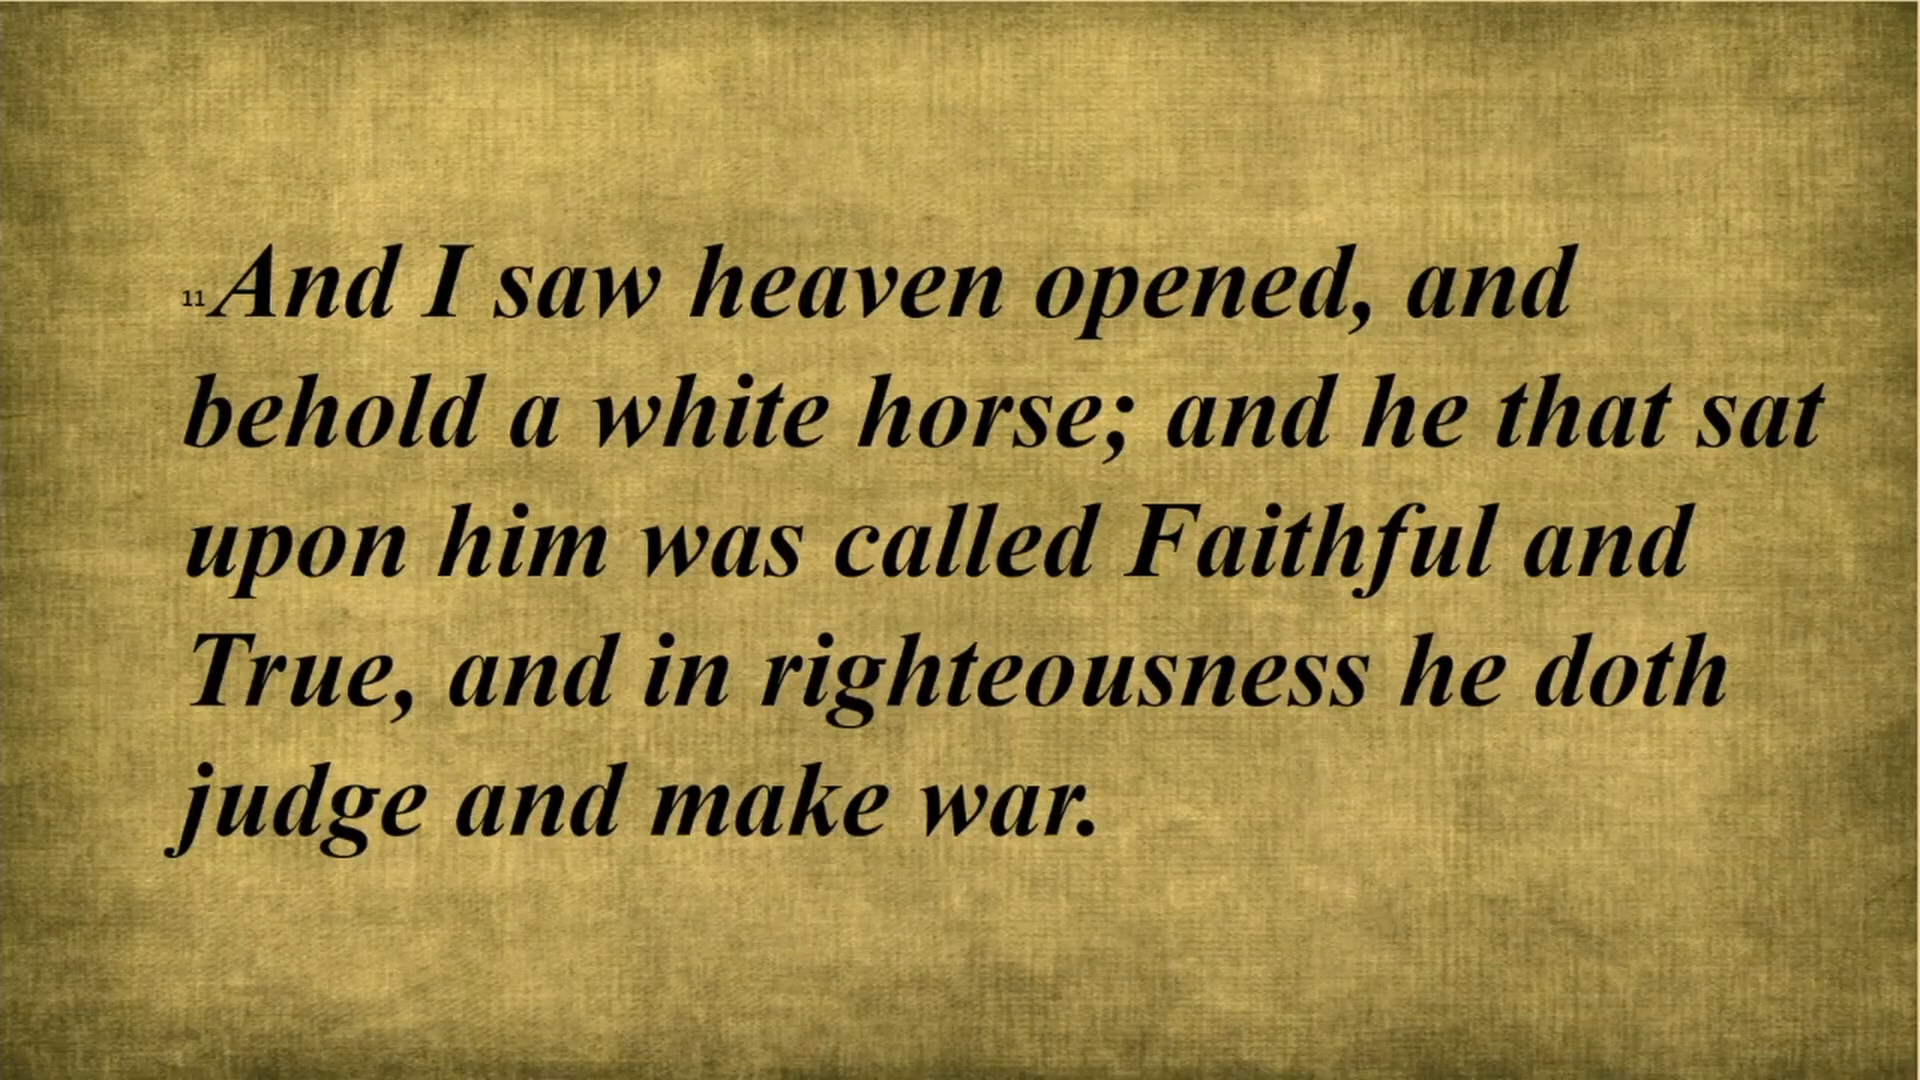 11And I saw heaven opened, and
behold a white horse; and he that sat
upon him was called Faithful and
True, and in righteousness he doth
judge and make war.